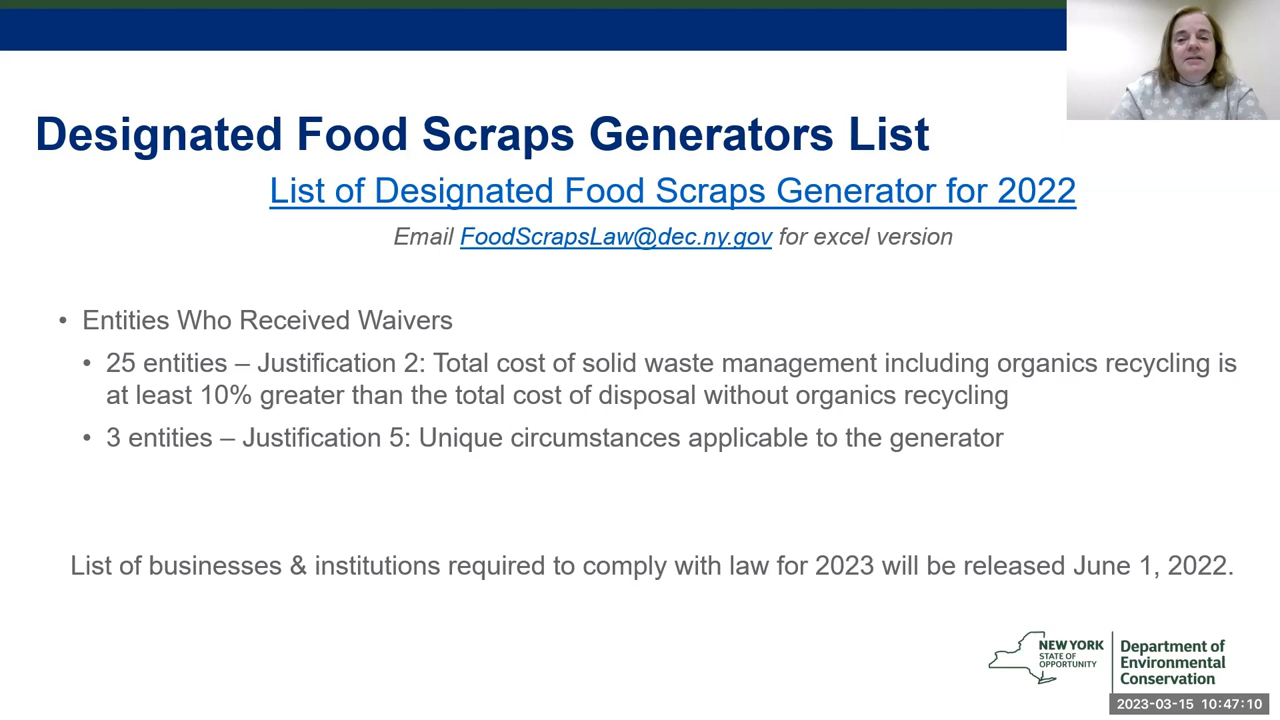 Designated Food Scraps Generators List
List of Designated Food Scraps Generator for 2022
Email FoodScrapsLaw@dec.ny.gov for excel version
• Entities Who Received Waivers
• 25 entities – Justification 2: Total cost of solid waste management including organics recycling is
at least 10% greater than the total cost of disposal without organics recycling
• 3 entities – Justification 5: Unique circumstances applicable to the generator
List of businesses & institutions required to comply with law for 2023 will be released June 1, 2022.
NEW YORK
STATE OF
OPPORTUNITY
Department of
Environmental
Conservation
2023-03-15 10:47:10